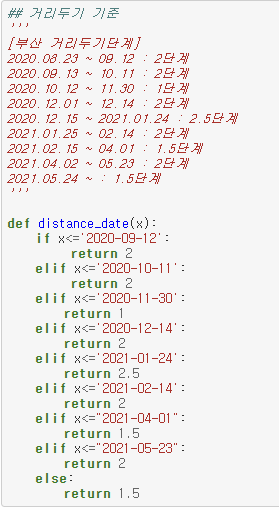 ## 거리두기 기준
'''
[부산 거리두기단계]
2020.08.23 ~ 09.12 : 2단계
2020.09.13 ~ 10.11 : 2단계
2020.10.12 ~ 11.30 : 1단계
2020.12.01 ~ 12.14 : 2단계
2020.12.15 ~ 2021.01.24 : 2.5단계
2021.01.25 ~ 02.14 : 2단계
2021.02.15 ~ 04.01 : 1.5단계
2021.04.02 ~ 05.23 : 2단계
2021.05.24 ~ : 1.5단계
'''
def distance_date(x):
if x<='2020-09-12':
return 2
elif x<='2020-10-11':
return 2
elif x<='2020-11-30':
return 1
elif x<='2020-12-14':
return 2
elif x<='2021-01-24':
return 2.5
elif x<='2021-02-14':
return 2
elif x<="2021-04-01":
return 1.5
elif x<="2021-05-23":
return 2
else:
return 1.5